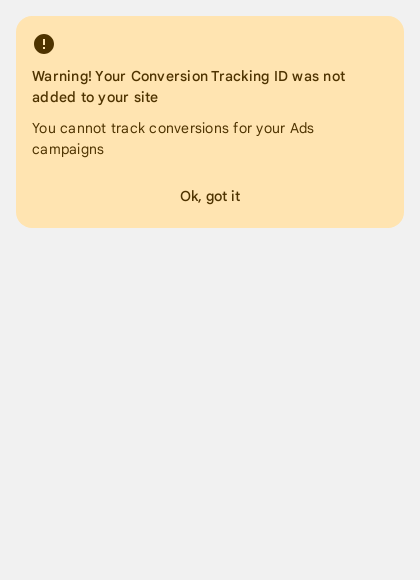 Warning! Your Conversion Tracking ID was not
added to your site
You cannot track conversions for your Ads
campaigns
Ok, got it